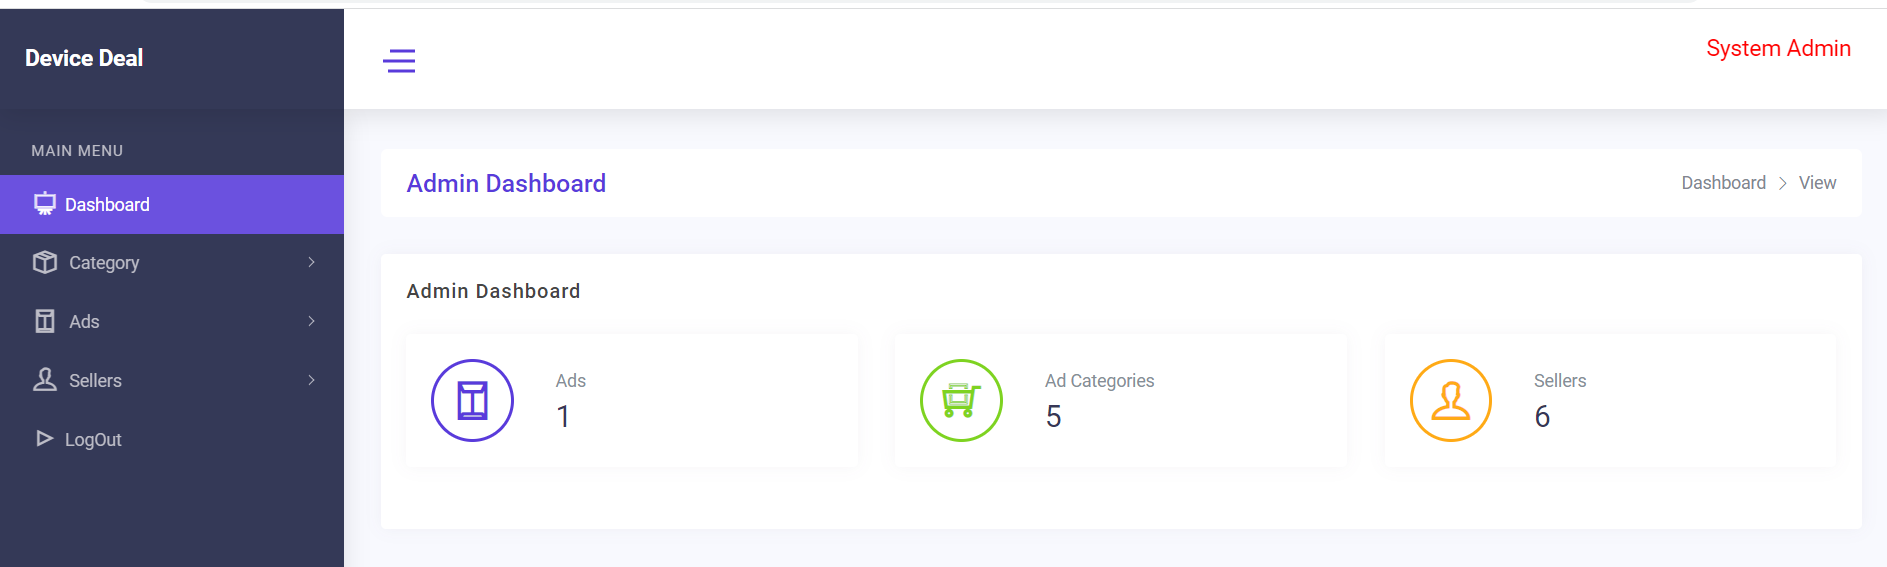 Device Deal
System Admin
MAIN MENU
Dashboard
Category
Ads
Sellers
LogOut
Admin Dashboard
Dashboard > View
Admin Dashboard
Ads
1
Ad Categories
5
Sellers
6